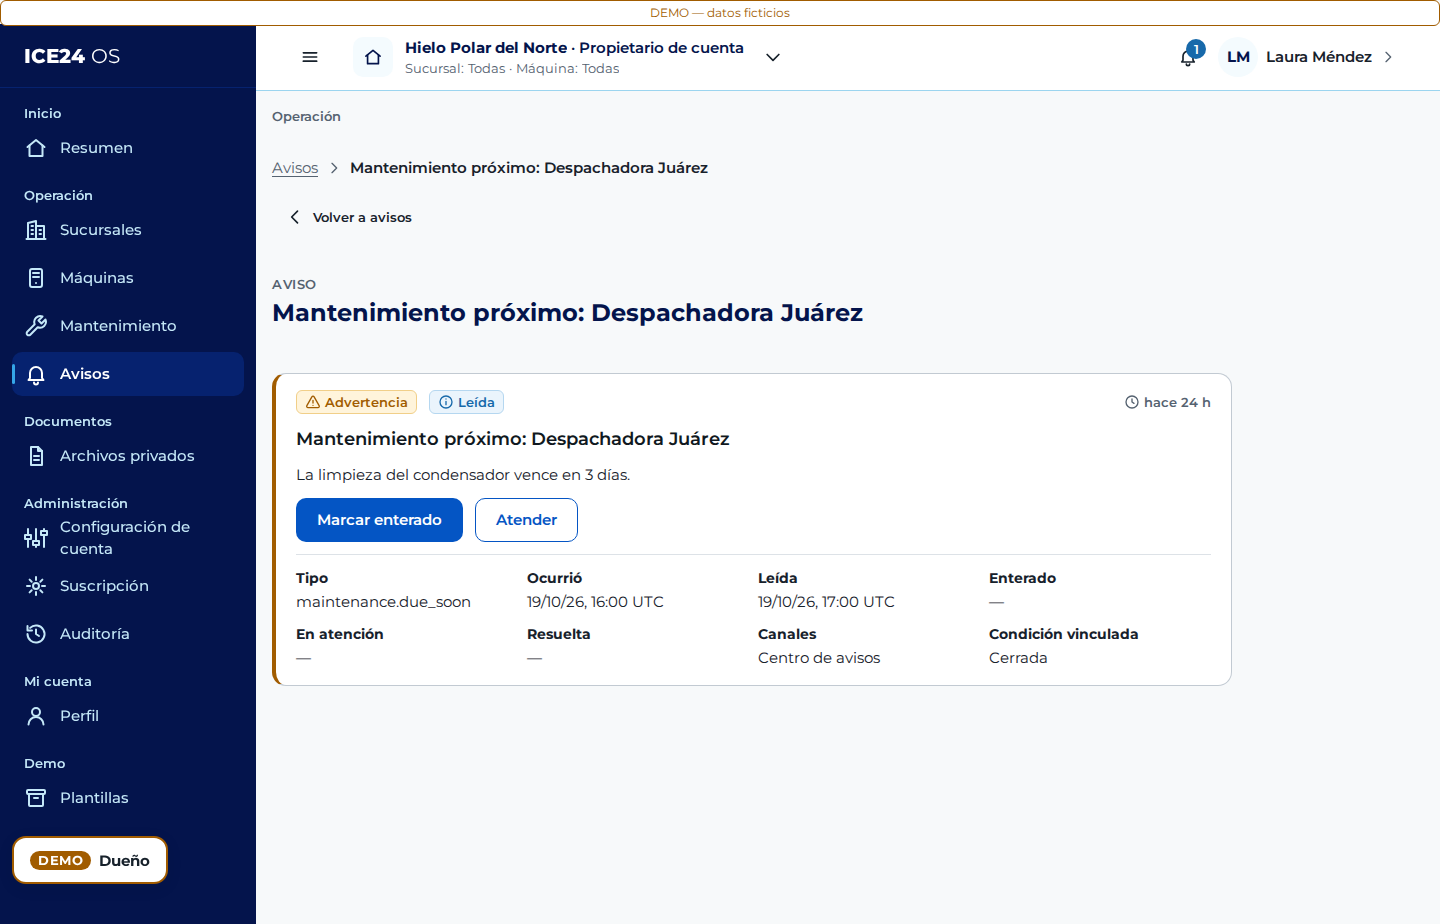 DEMO — datos ficticios
ICE24 OS
Inicio
Resumen
Operación
Sucursales
Máquinas
Mantenimiento
Avisos
Documentos
Archivos privados
Administración
Configuración de
cuenta
Suscripción
Auditoría
Mi cuenta
Perfil
Demo
Plantillas
DEMO Dueño
Hielo Polar del Norte · Propietario de cuenta
Sucursal: Todas · Máquina: Todas
1
LM Laura Méndez
Operación
Avisos > Mantenimiento próximo: Despachadora Juárez
Volver a avisos
AVISO
Mantenimiento próximo: Despachadora Juárez
Advertencia Leída hace 24 h
Mantenimiento próximo: Despachadora Juárez
La limpieza del condensador vence en 3 días.
Marcar enterado Atender
Tipo Ocurrió Leída Enterado
maintenance.due_soon 19/10/26, 16:00 UTC 19/10/26, 17:00 UTC —
En atención Resuelta Canales Condición vinculada
— — Centro de avisos Cerrada